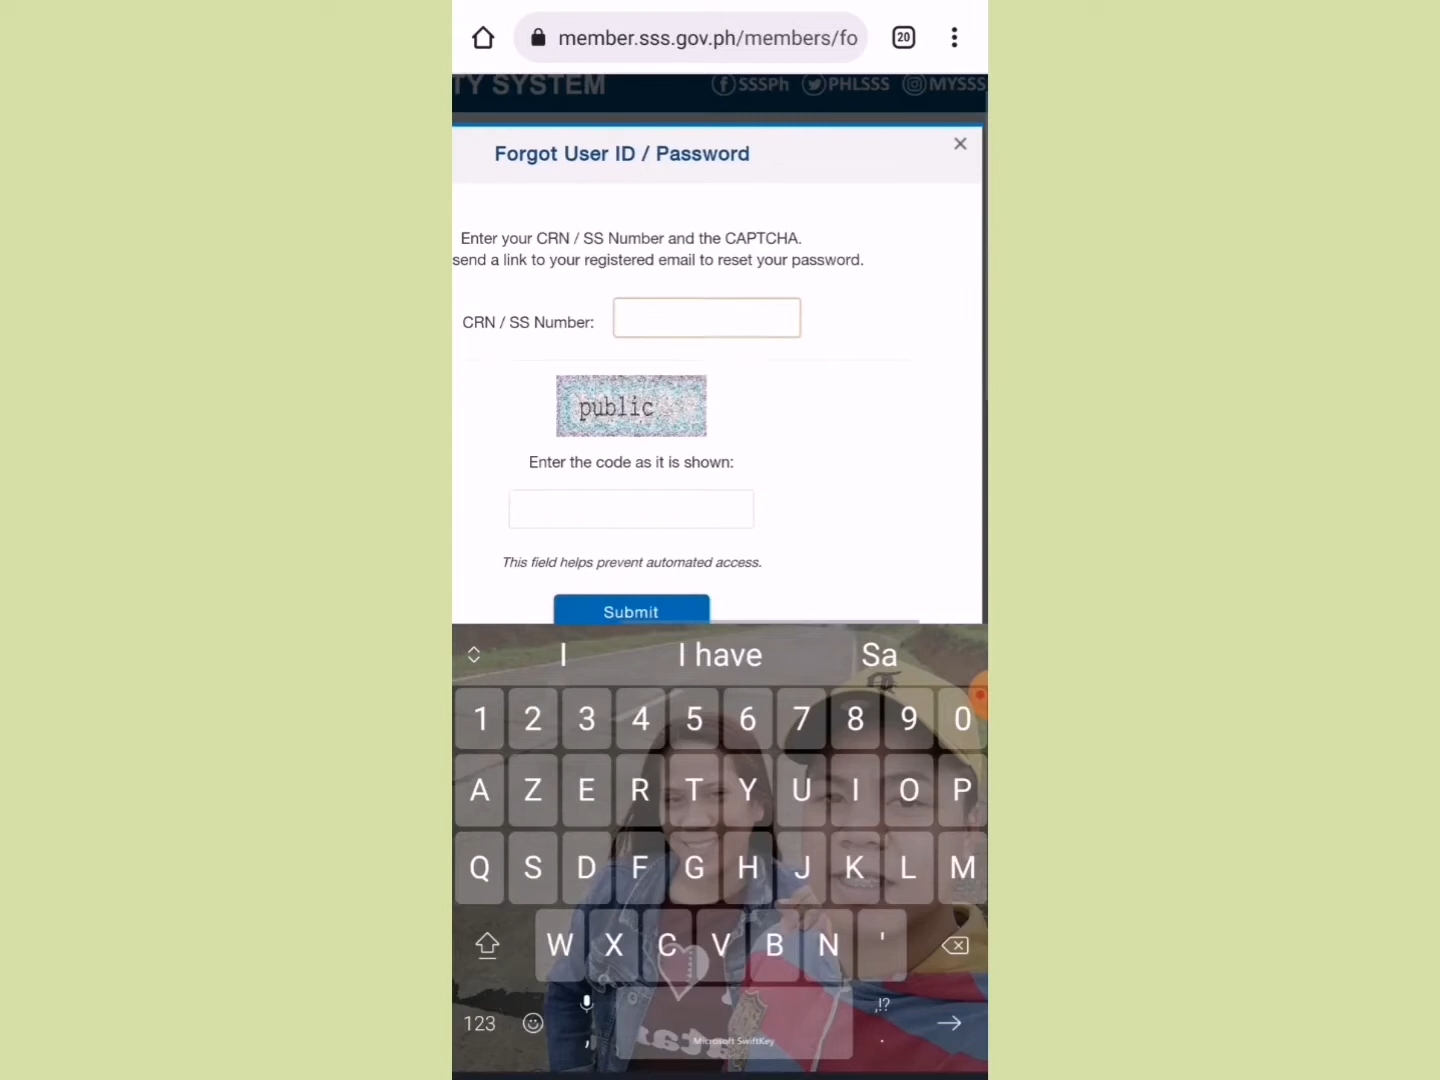 member.sss.gov.ph/members/fo
20
TY SYSTEM
SSSPh
PHLSSS
MYSSS
Forgot User ID / Password
Enter your CRN / SS Number and the CAPTCHA.
send a link to your registered email to reset your password.
CRN / SS Number:
public
Enter the code as it is shown:
This field helps prevent automated access.
Submit
I
I have
Sa
1 2 3 4 5 6 7 8 9 0
A Z E R T Y U I O P
Q S D F G H J K L M
W X C V B N '
123
,
Microsoft SwiftKey
,!?
.